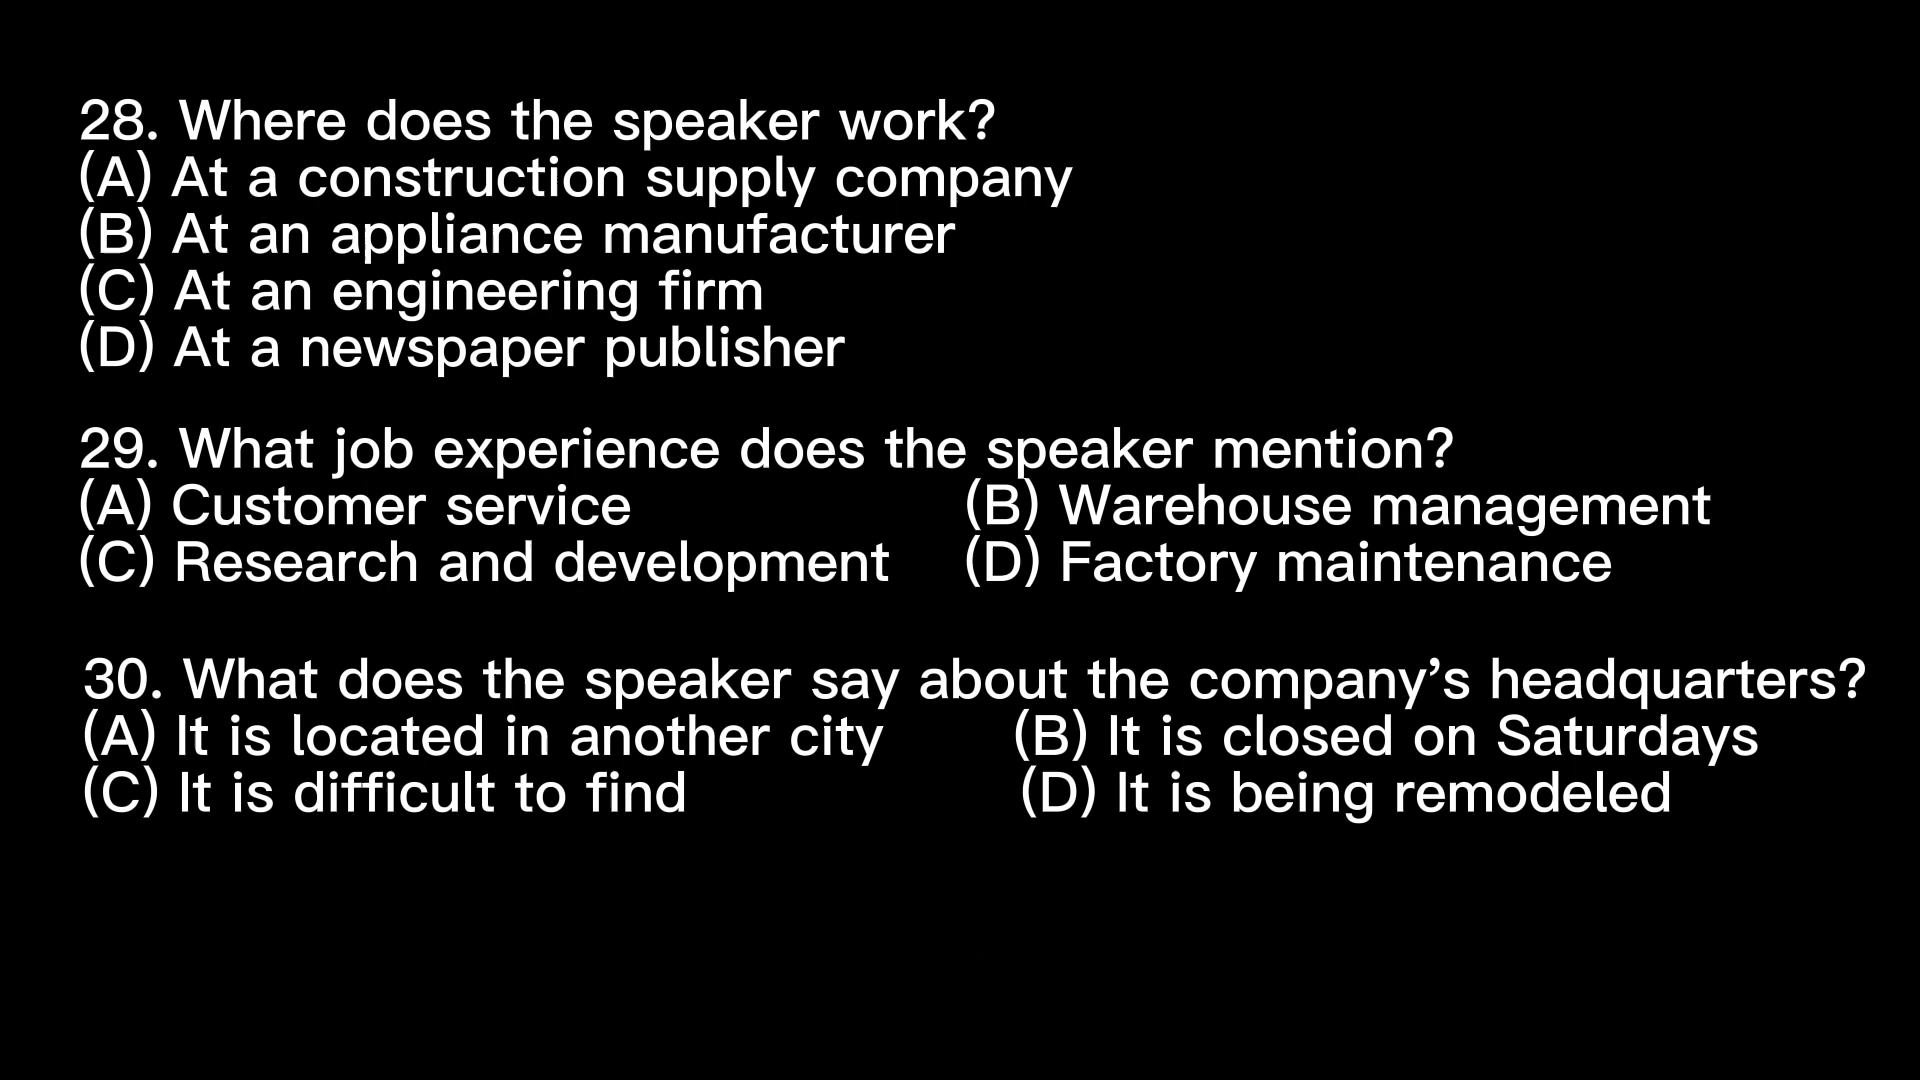 28. Where does the speaker work?
(A) At a construction supply company
(B) At an appliance manufacturer
(C) At an engineering firm
(D) At a newspaper publisher
29. What job experience does the speaker mention?
(A) Customer service (B) Warehouse management
(C) Research and development (D) Factory maintenance
30. What does the speaker say about the company’s headquarters?
(A) It is located in another city (B) It is closed on Saturdays
(C) It is difficult to find (D) It is being remodeled